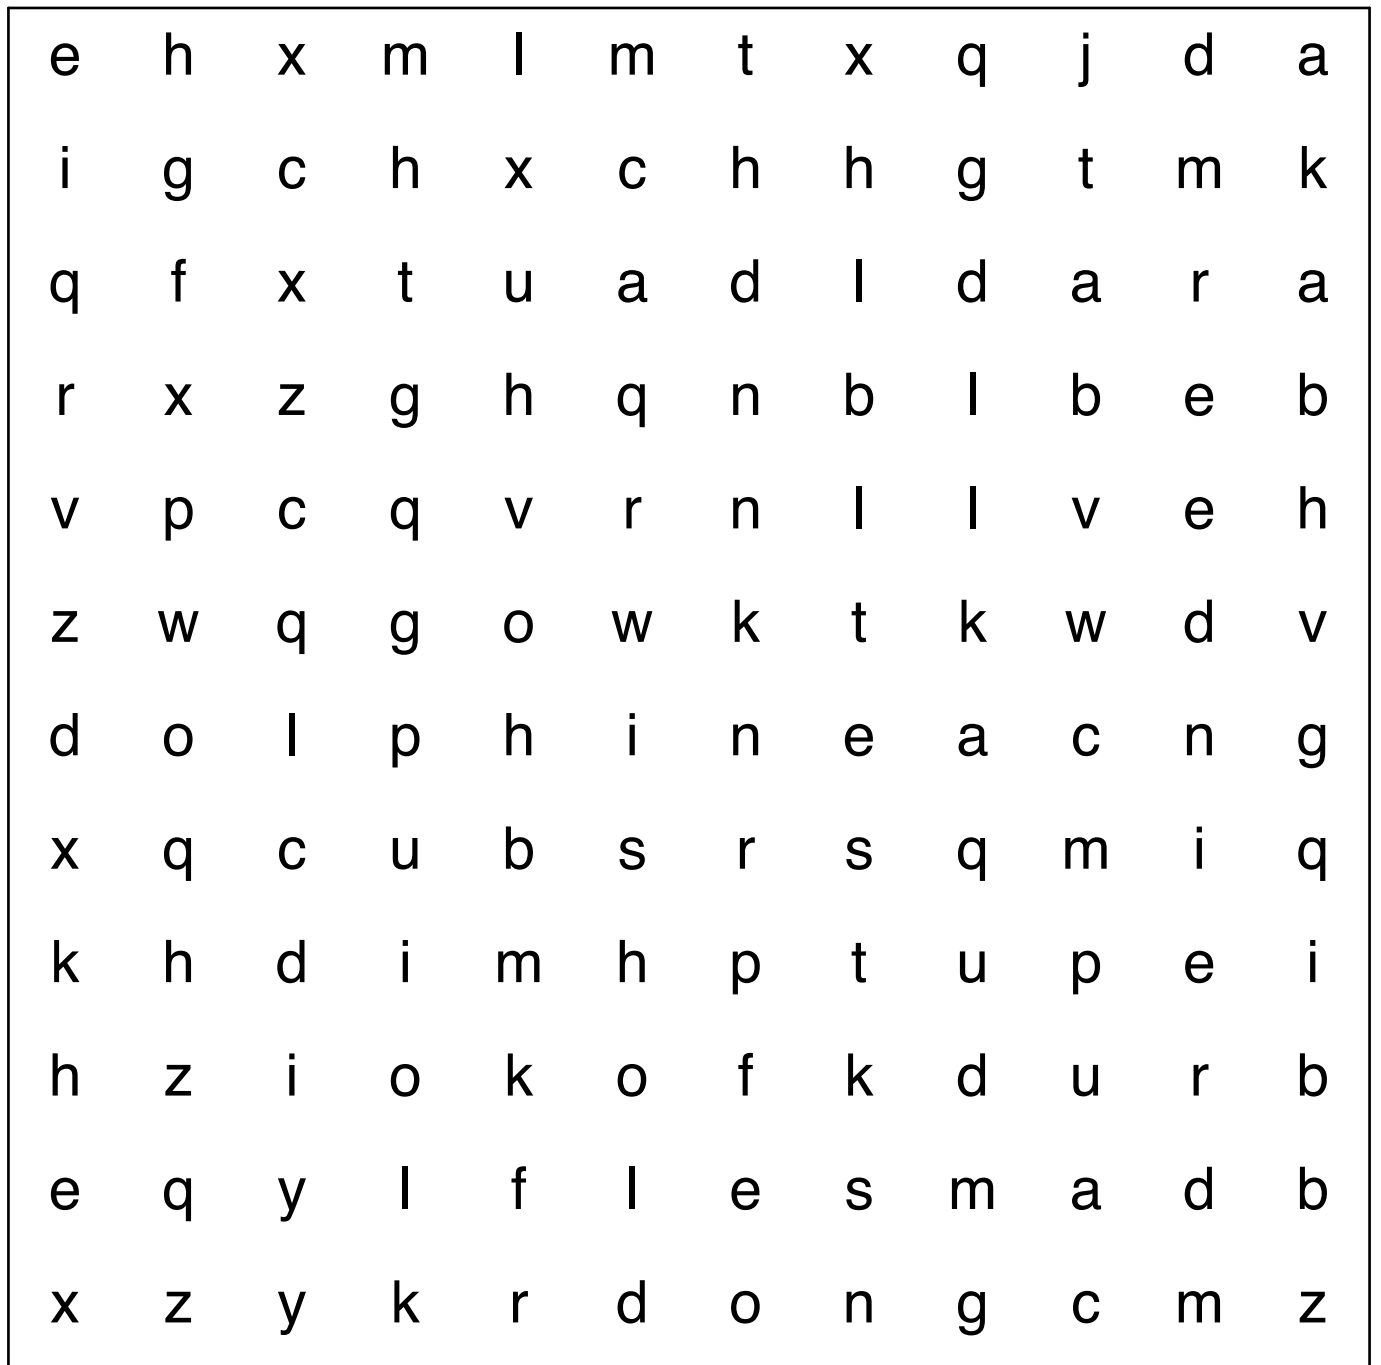 e h x m l m t x q j d a
i g c h x c h h g t m k
q f x t u a d l d a r a
r x z g h q n b l b e b
v p c q v r n l l v e h
z w q g o w k t k w d v
d o l p h i n e a c n g
x q c u b s r s q m i q
k h d i m h p t u p e i
h z i o k o f k d u r b
e q y l f l e s m a d b
x z y k r d o n g c m z